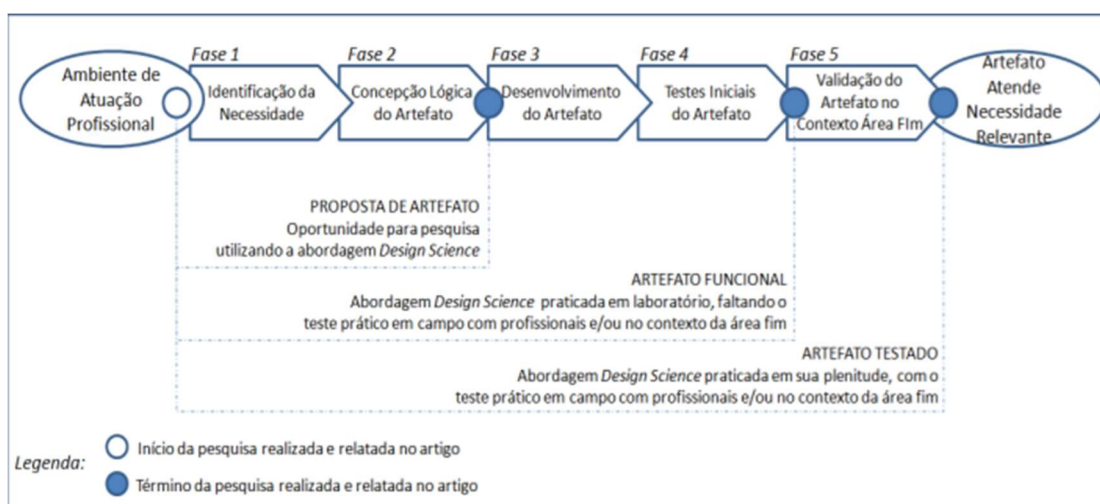 Fase 1
Fase 2
Fase 3
Fase 4
Fase 5
Ambiente de
Atuação
Profissional
Identificação da
Necessidade
Concepção Lógica
do Artefato
Desenvolvimento
do Artefato
Testes Iniciais
do Artefato
Validação do
Artefato no
Contexto Área FIm
Artefato
Atende
Necessidade
Relevante
PROPOSTA DE ARTEFATO
Oportunidade para pesquisa
utilizando a abordagem Design Science
ARTEFATO FUNCIONAL
Abordagem Design Science praticada em laboratório, faltando o
teste prático em campo com profissionais e/ou no contexto da área fim
ARTEFATO TESTADO
Abordagem Design Science praticada em sua plenitude, com o
teste prático em campo com profissionais e/ou no contexto da área fim
Legenda:
Início da pesquisa realizada e relatada no artigo
Término da pesquisa realizada e relatada no artigo